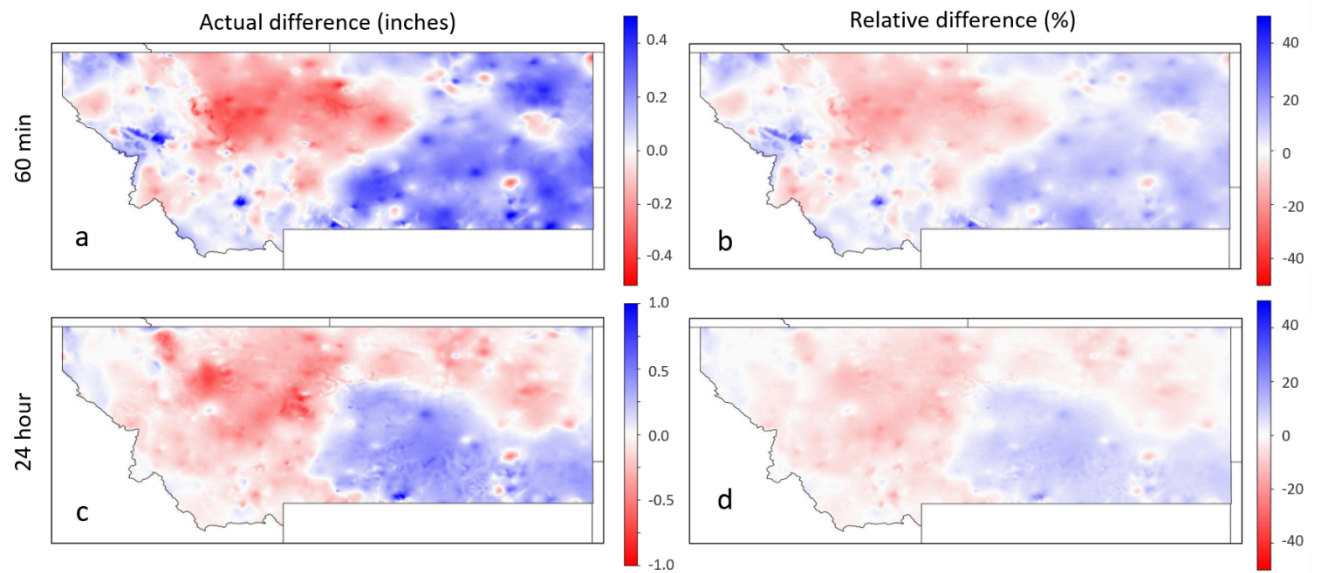 Actual difference (inches)
Relative difference (%)
60 min
a
0.4
0.2
0.0
-0.2
-0.4
b
40
20
0
-20
-40
24 hour
c
1.0
0.5
0.0
-0.5
-1.0
d
40
20
0
-20
-40